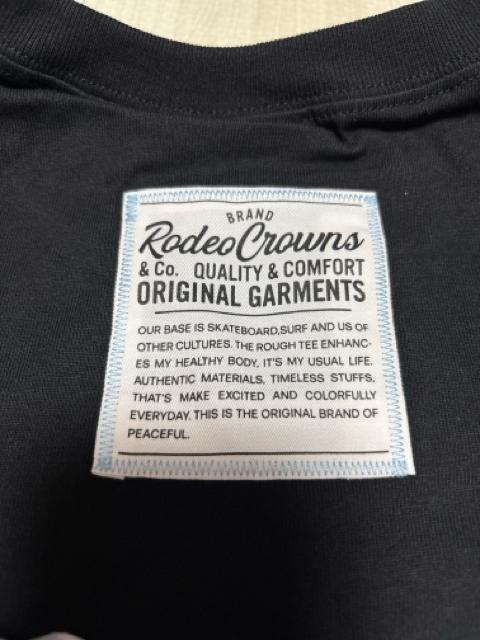 BRAND
Rodeo Crowns
& Co. QUALITY & COMFORT
ORIGINAL GARMENTS
OUR BASE IS SKATEBOARD,SURF AND US OF
OTHER CULTURES. THE ROUGH TEE ENHANC-
ES MY HEALTHY BODY, IT'S MY USUAL LIFE.
AUTHENTIC MATERIALS, TIMELESS STUFFS,
THAT'S MAKE EXCITED AND COLORFULLY
EVERYDAY. THIS IS THE ORIGINAL BRAND OF
PEACEFUL.